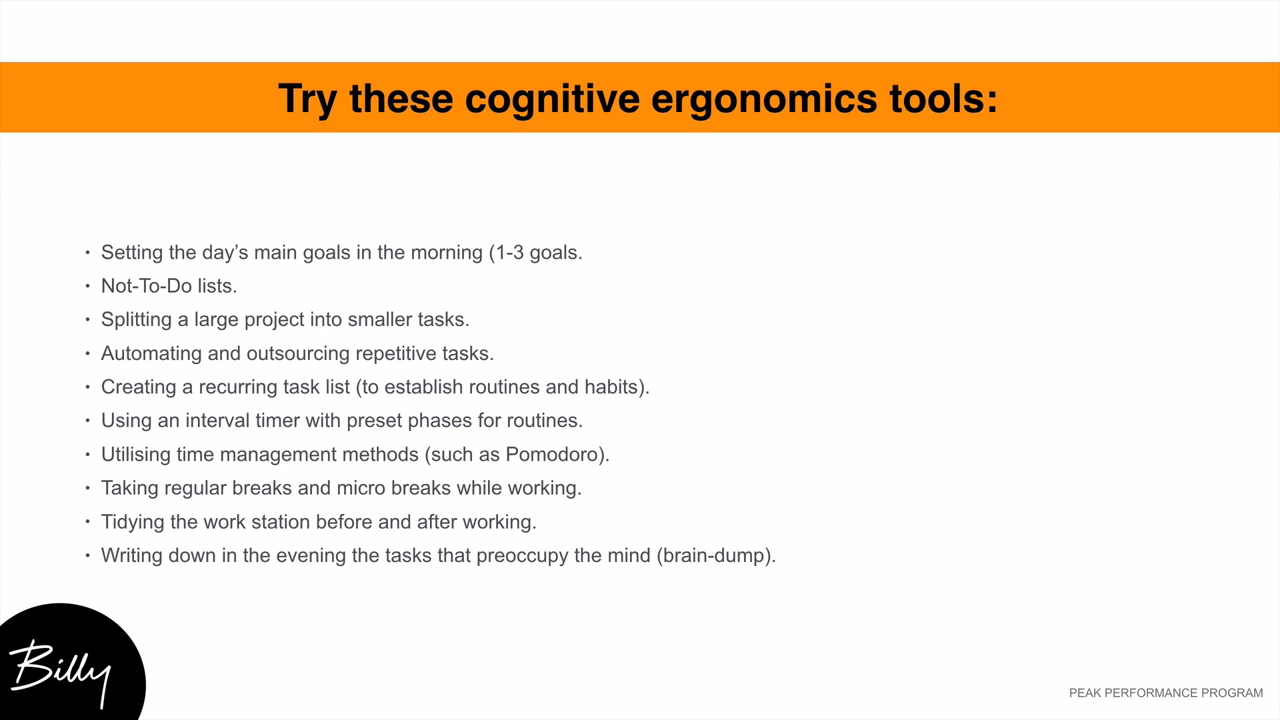 Try these cognitive ergonomics tools:
• Setting the day’s main goals in the morning (1-3 goals.
• Not-To-Do lists.
• Splitting a large project into smaller tasks.
• Automating and outsourcing repetitive tasks.
• Creating a recurring task list (to establish routines and habits).
• Using an interval timer with preset phases for routines.
• Utilising time management methods (such as Pomodoro).
• Taking regular breaks and micro breaks while working.
• Tidying the work station before and after working.
• Writing down in the evening the tasks that preoccupy the mind (brain-dump).
Billy
PEAK PERFORMANCE PROGRAM